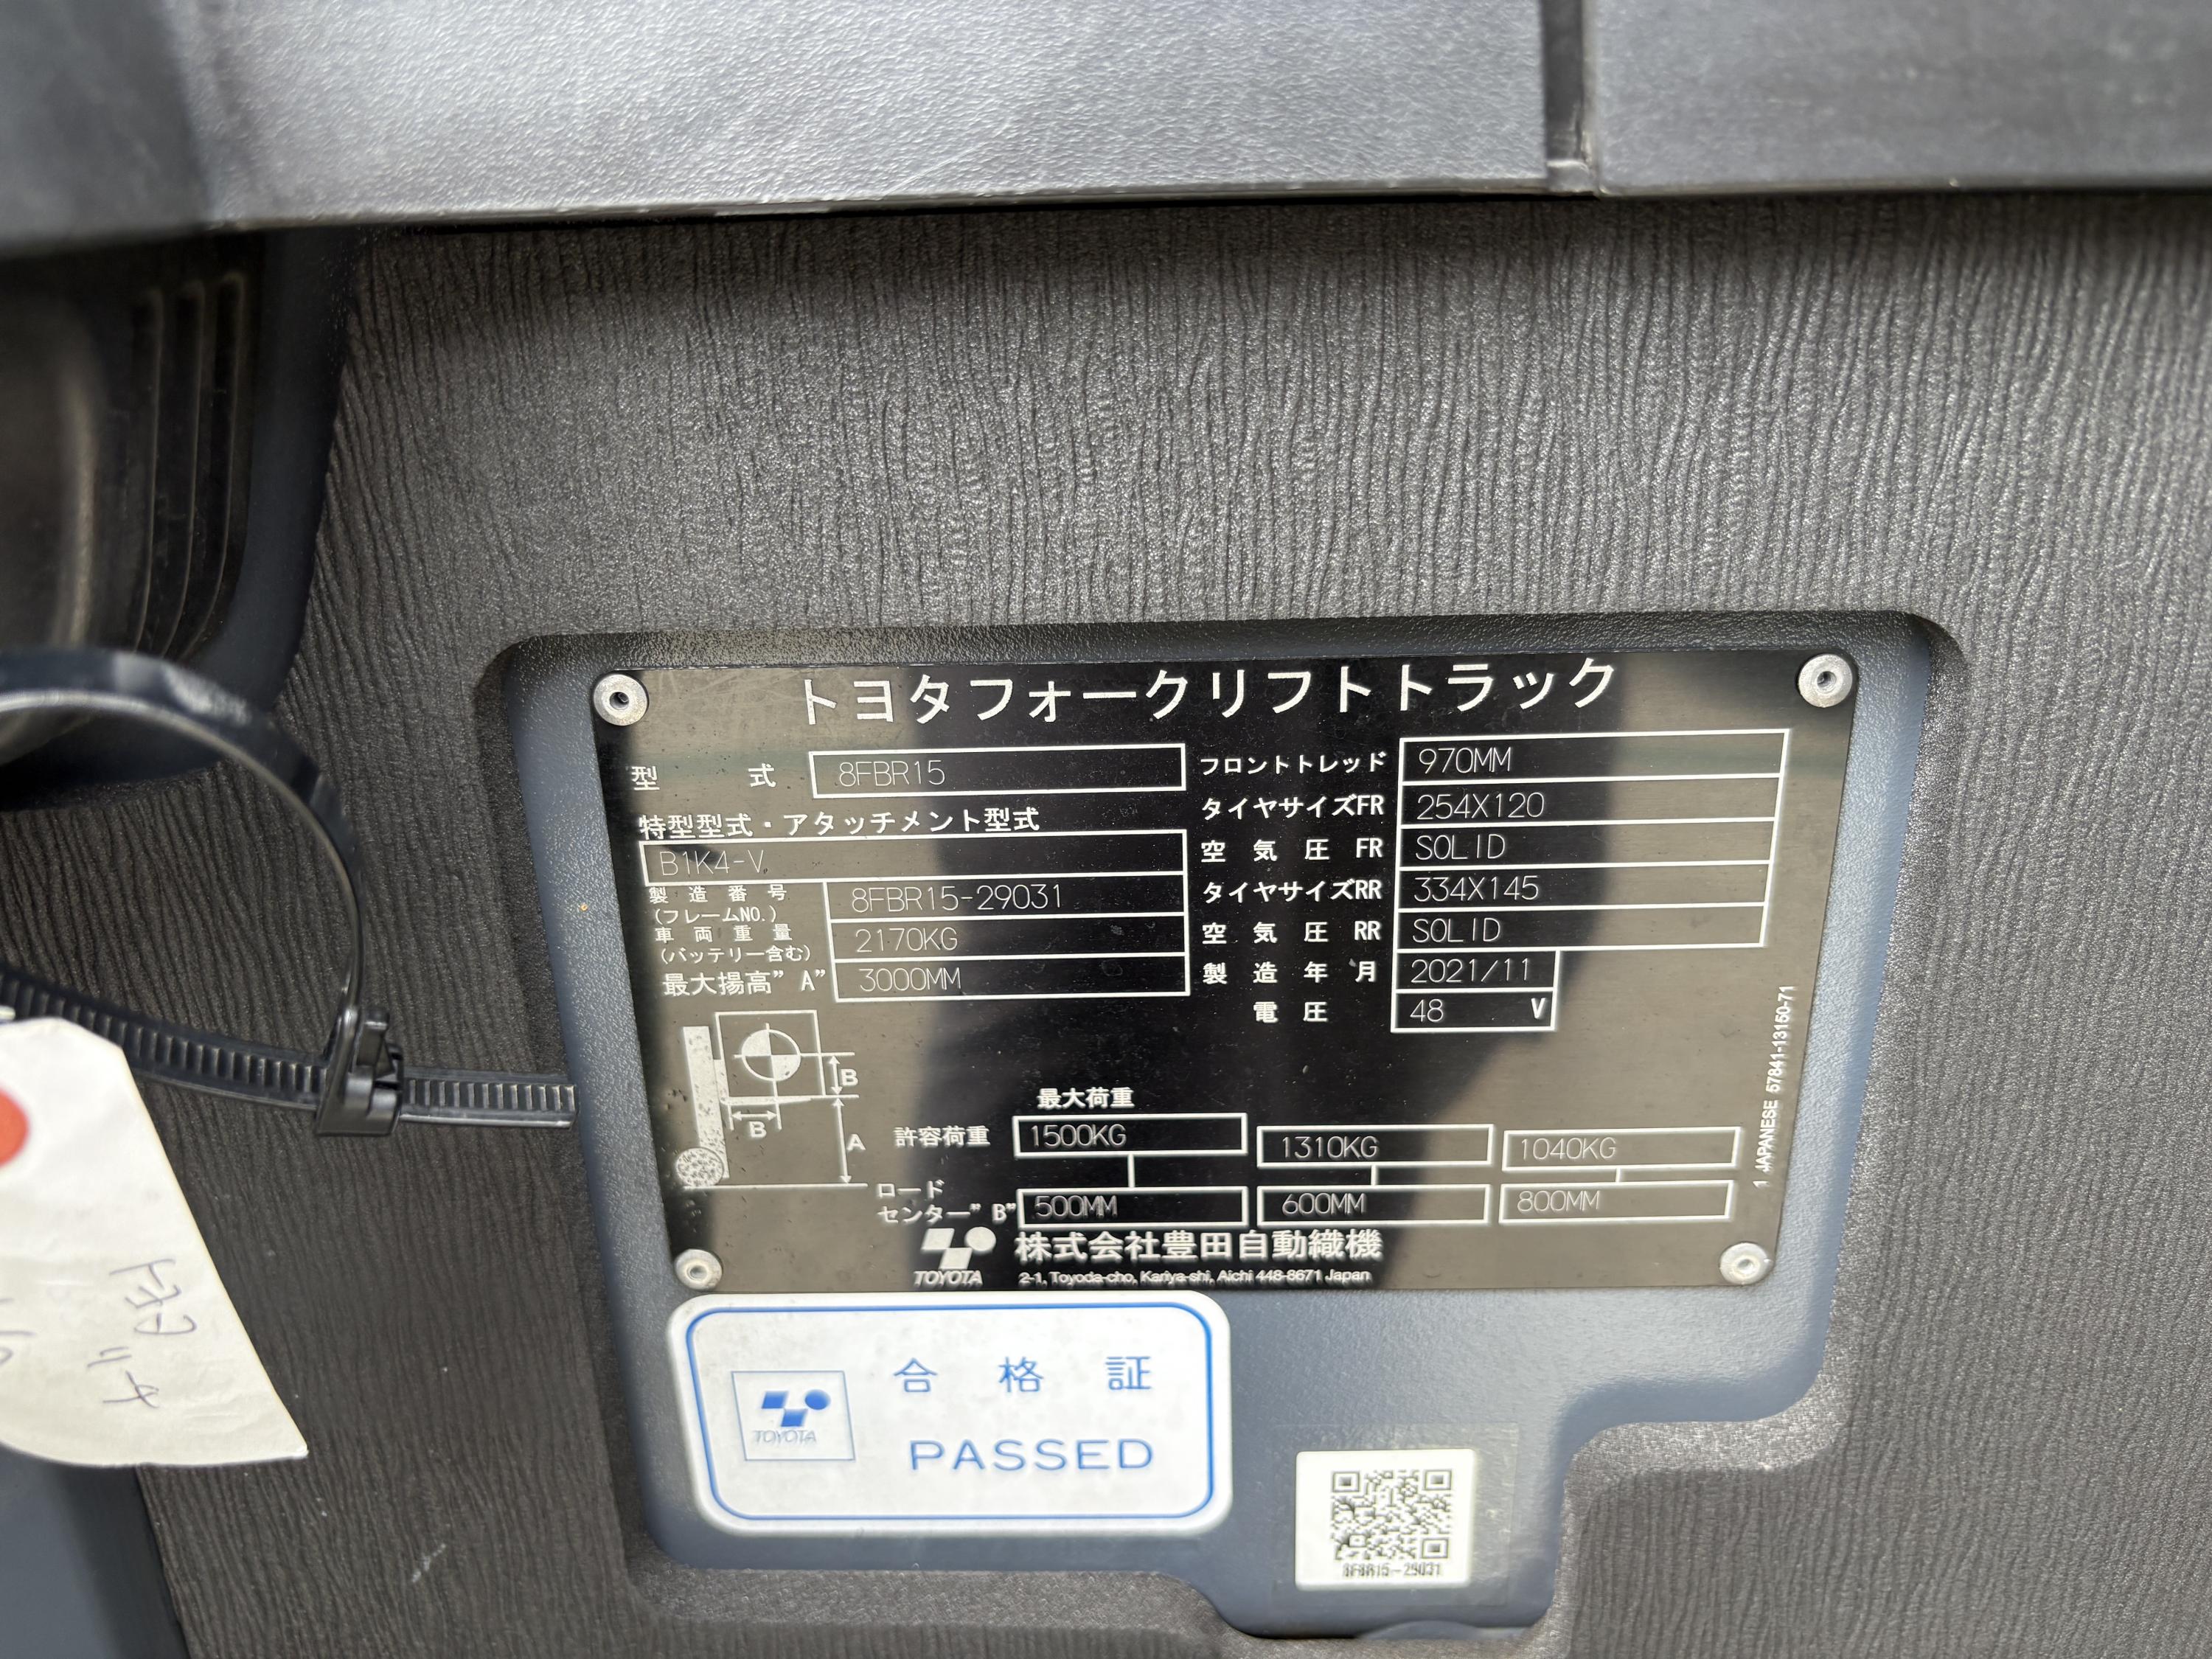 トヨタフォークリフトトラック
型 式 8FBR15
特型型式・アタッチメント型式
B1K4-V
製造番号 8FBR15-29031
(フレームNO.)
車両重量 2170KG
(バッテリー含む)
最大揚高"A" 3000MM
フロントトレッド 970MM
タイヤサイズFR 254X120
空気圧 FR SOLID
タイヤサイズRR 334X145
空気圧 RR SOLID
製造年月 2021/11
電圧 48 V
B
B
A
最大荷重
許容荷重 1500KG 1310KG 1040KG
ロード
センター"B" 500MM 600MM 800MM
TOYOTA 株式会社豊田自動織機
2-1, Toyoda-cho, Kariya-shi, Aichi 448-8671 Japan
1 JAPANESE 57841-13160-71
合格証
TOYOTA
PASSED
8FBR15-29031